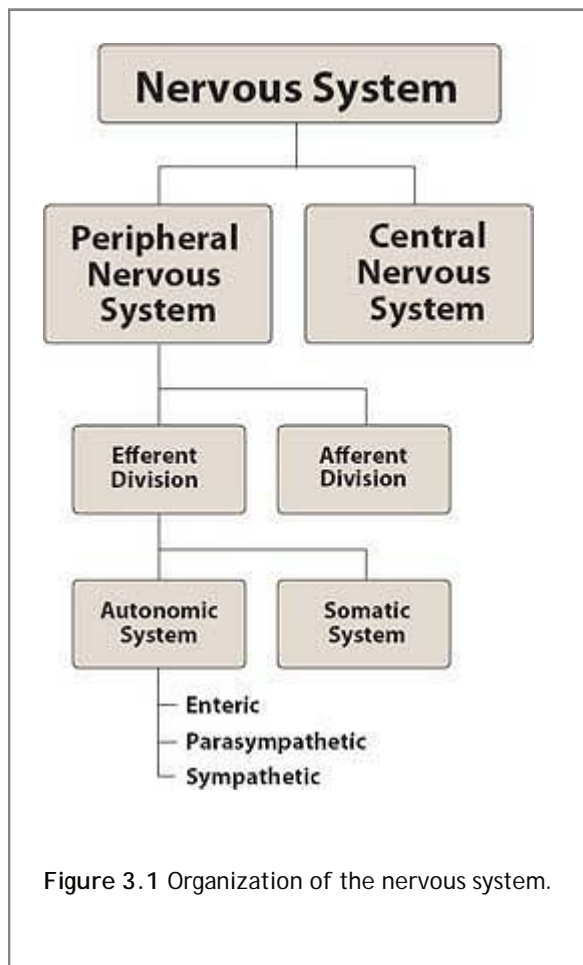 Nervous System
Peripheral
Nervous
System
Central
Nervous
System
Efferent
Division
Afferent
Division
Autonomic
System
Somatic
System
Enteric
Parasympathetic
Sympathetic
Figure 3.1 Organization of the nervous system.